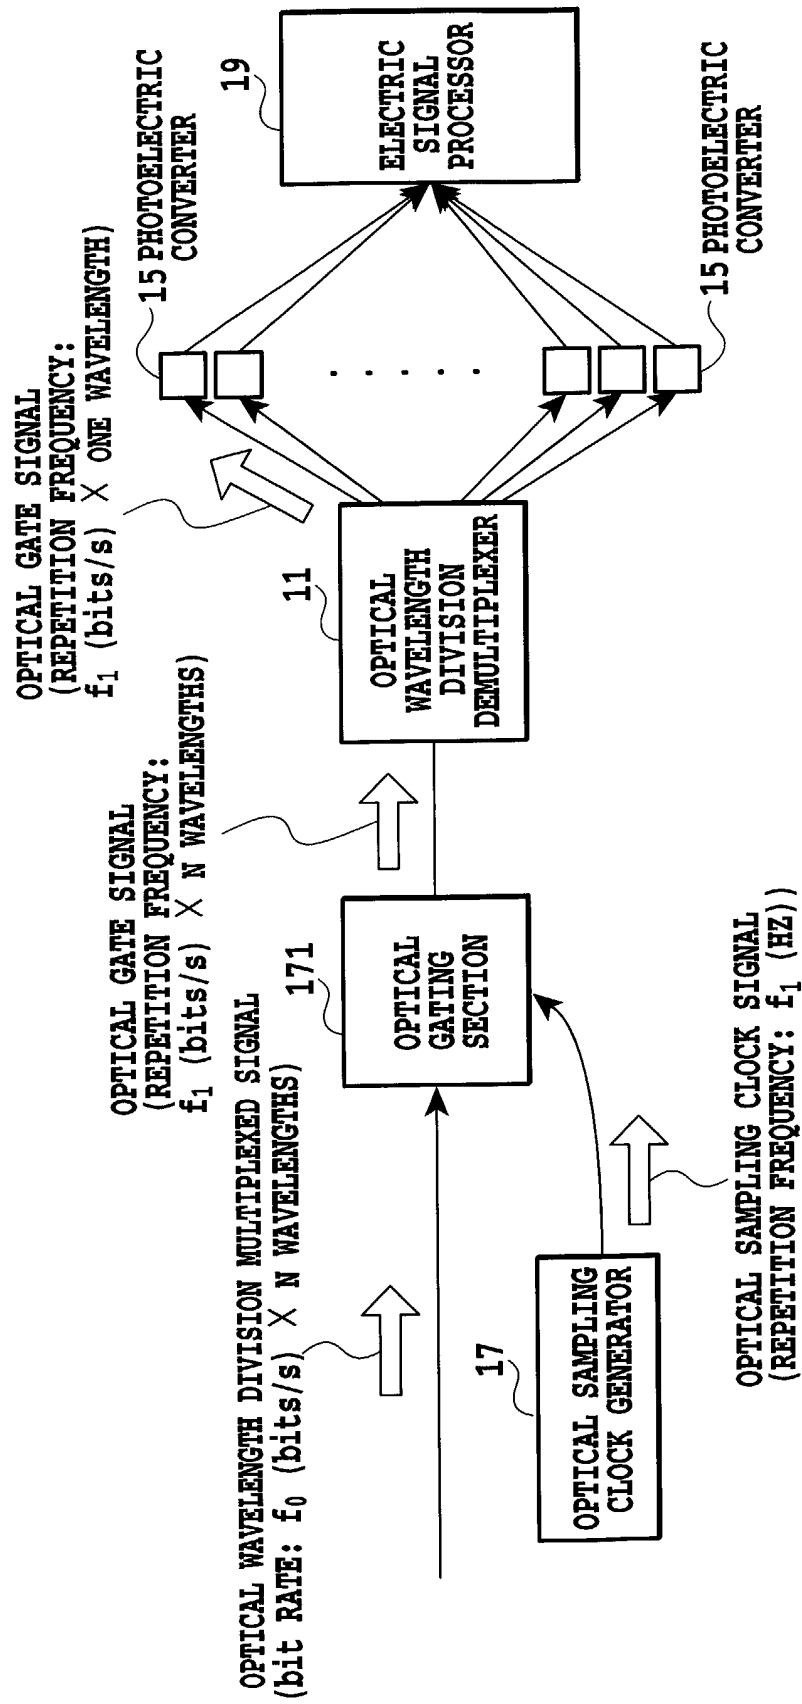 OPTICAL WAVELENGTH DIVISION MULTIPLEXED SIGNAL
(bit RATE: f₀ (bits/s) × N WAVELENGTHS)
17
OPTICAL SAMPLING
CLOCK GENERATOR
OPTICAL SAMPLING CLOCK SIGNAL
(REPETITION FREQUENCY: f₁ (HZ))
171
OPTICAL
GATING
SECTION
OPTICAL GATE SIGNAL
(REPETITION FREQUENCY:
f₁ (bits/s) × N WAVELENGTHS)
11
OPTICAL
WAVELENGTH
DIVISION
DEMULTIPLEXER
OPTICAL GATE SIGNAL
(REPETITION FREQUENCY:
f₁ (bits/s) × ONE WAVELENGTH)
15 PHOTOELECTRIC
CONVERTER
15 PHOTOELECTRIC
CONVERTER
19
ELECTRIC
SIGNAL
PROCESSOR